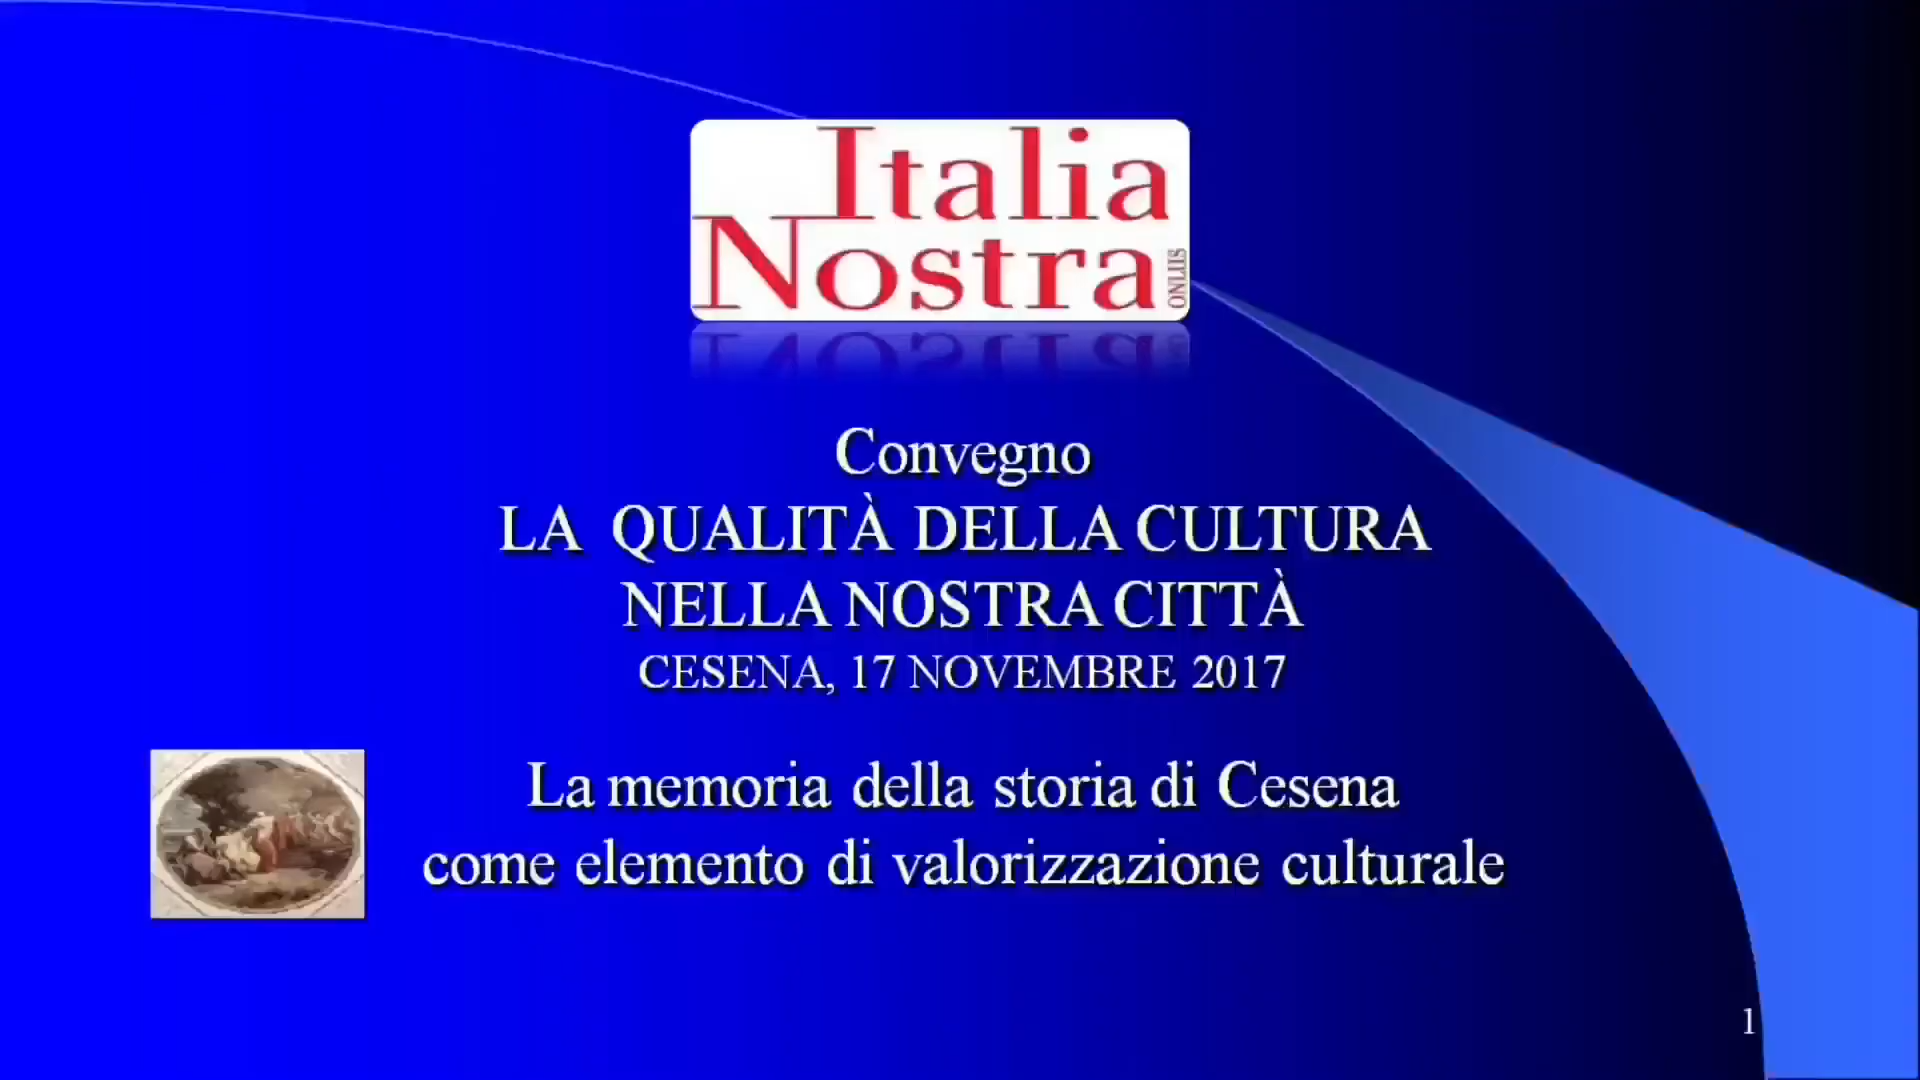 Italia
Nostra
ONLUS
Convegno
LA QUALITÀ DELLA CULTURA
NELLA NOSTRA CITTÀ
CESENA, 17 NOVEMBRE 2017
La memoria della storia di Cesena
come elemento di valorizzazione culturale
1